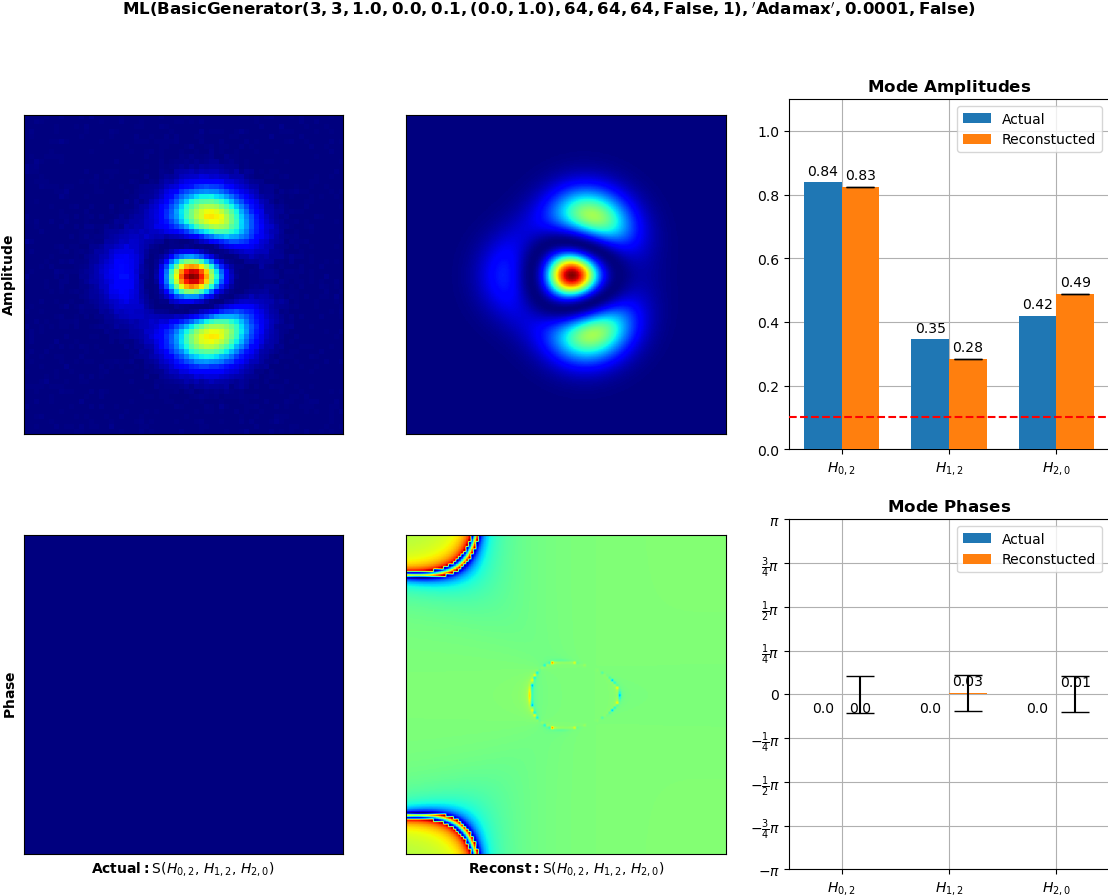 ML(BasicGenerator(3, 3, 1.0, 0.0, 0.1, (0.0, 1.0), 64, 64, 64, False, 1), ′Adamax′, 0.0001, False)
Amplitude
Mode Amplitudes
Actual
Reconstucted
1.0
0.8
0.6
0.4
0.2
0.0
0.84
0.83
0.35
0.28
0.42
0.49
H0,2
H1,2
H2,0
Phase
Actual: S(H0,2, H1,2, H2,0)
Reconst: S(H0,2, H1,2, H2,0)
Mode Phases
Actual
Reconstucted
π
3/4π
1/2π
1/4π
0
−1/4π
−1/2π
−3/4π
−π
0.0
0.0
0.0
0.03
0.0
0.01
H0,2
H1,2
H2,0